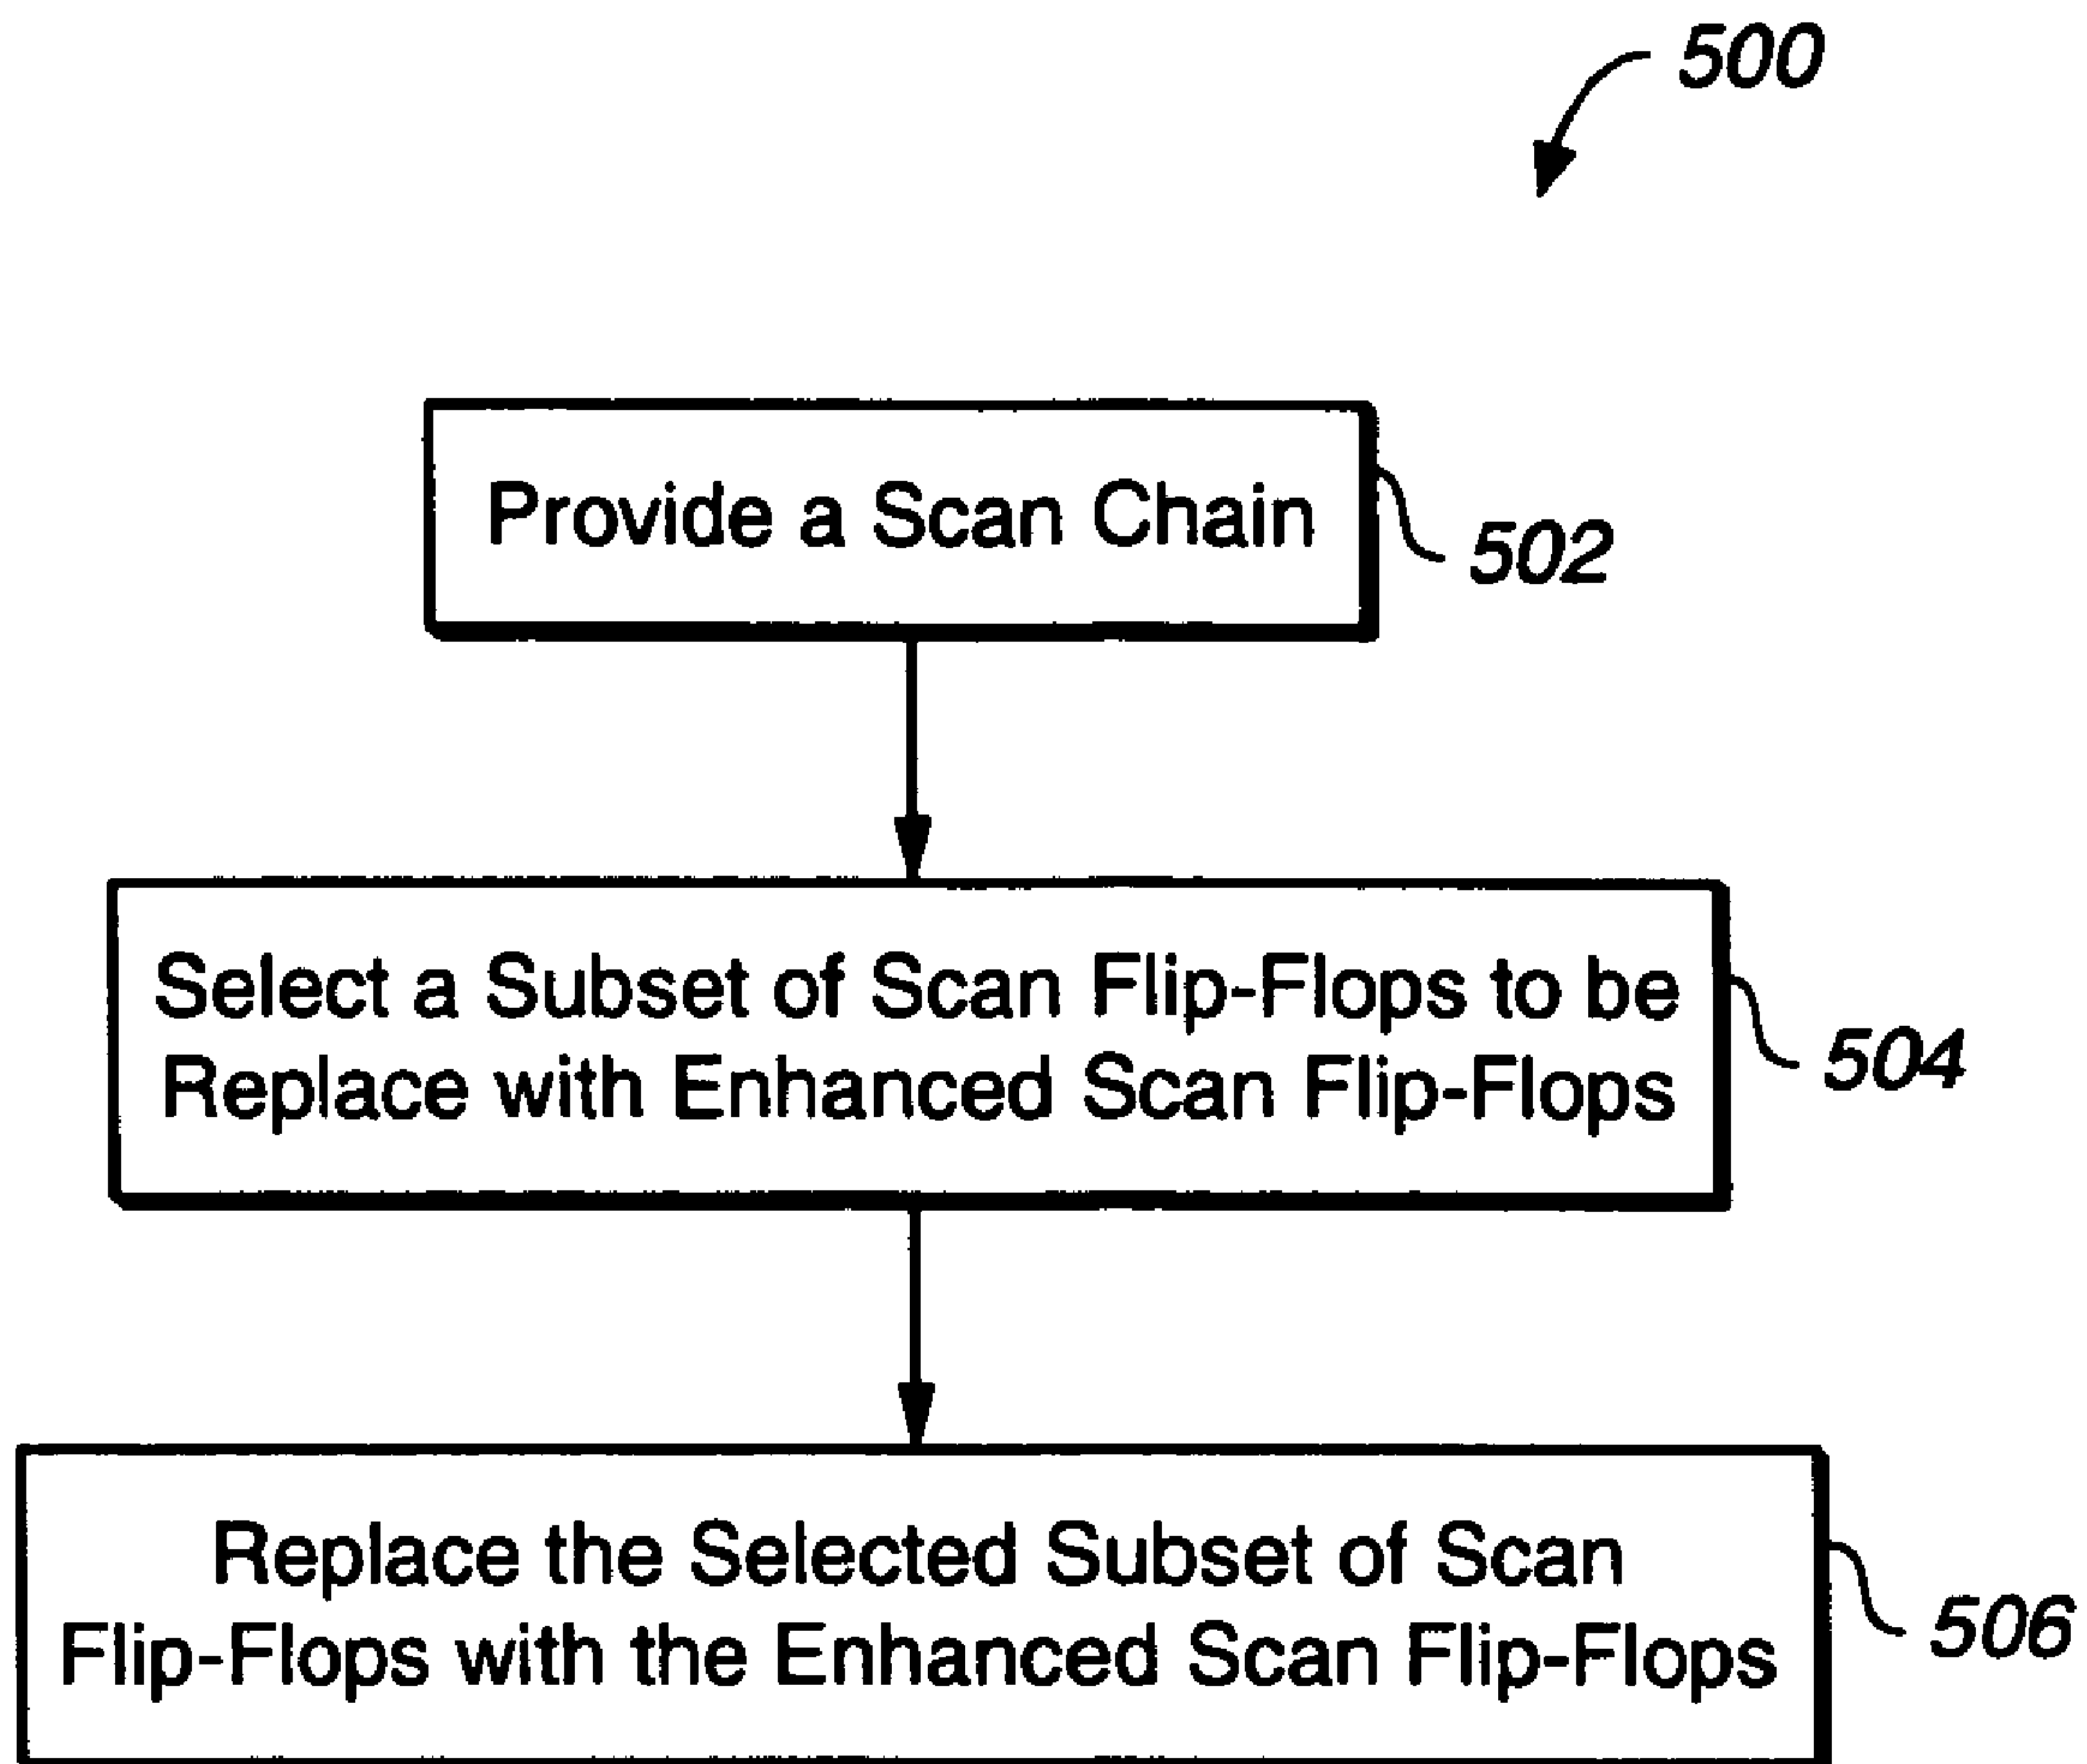 500
Provide a Scan Chain
502
Select a Subset of Scan Flip-Flops to be
Replace with Enhanced Scan Flip-Flops
504
Replace the Selected Subset of Scan
Flip-Flops with the Enhanced Scan Flip-Flops
506